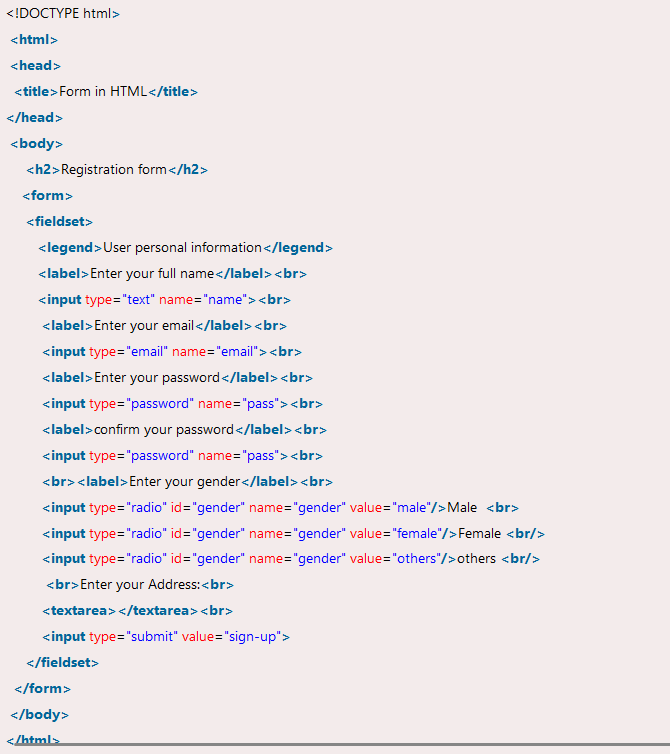 <!DOCTYPE html>
<html>
<head>
<title>Form in HTML</title>
</head>
<body>
<h2>Registration form</h2>
<form>
<fieldset>
<legend>User personal information</legend>
<label>Enter your full name</label><br>
<input type="text" name="name"><br>
<label>Enter your email</label><br>
<input type="email" name="email"><br>
<label>Enter your password</label><br>
<input type="password" name="pass"><br>
<label>confirm your password</label><br>
<input type="password" name="pass"><br>
<br><label>Enter your gender</label><br>
<input type="radio" id="gender" name="gender" value="male"/>Male <br>
<input type="radio" id="gender" name="gender" value="female"/>Female <br/>
<input type="radio" id="gender" name="gender" value="others"/>others <br/>
<br>Enter your Address:<br>
<textarea></textarea><br>
<input type="submit" value="sign-up">
</fieldset>
</form>
</body>
</html>